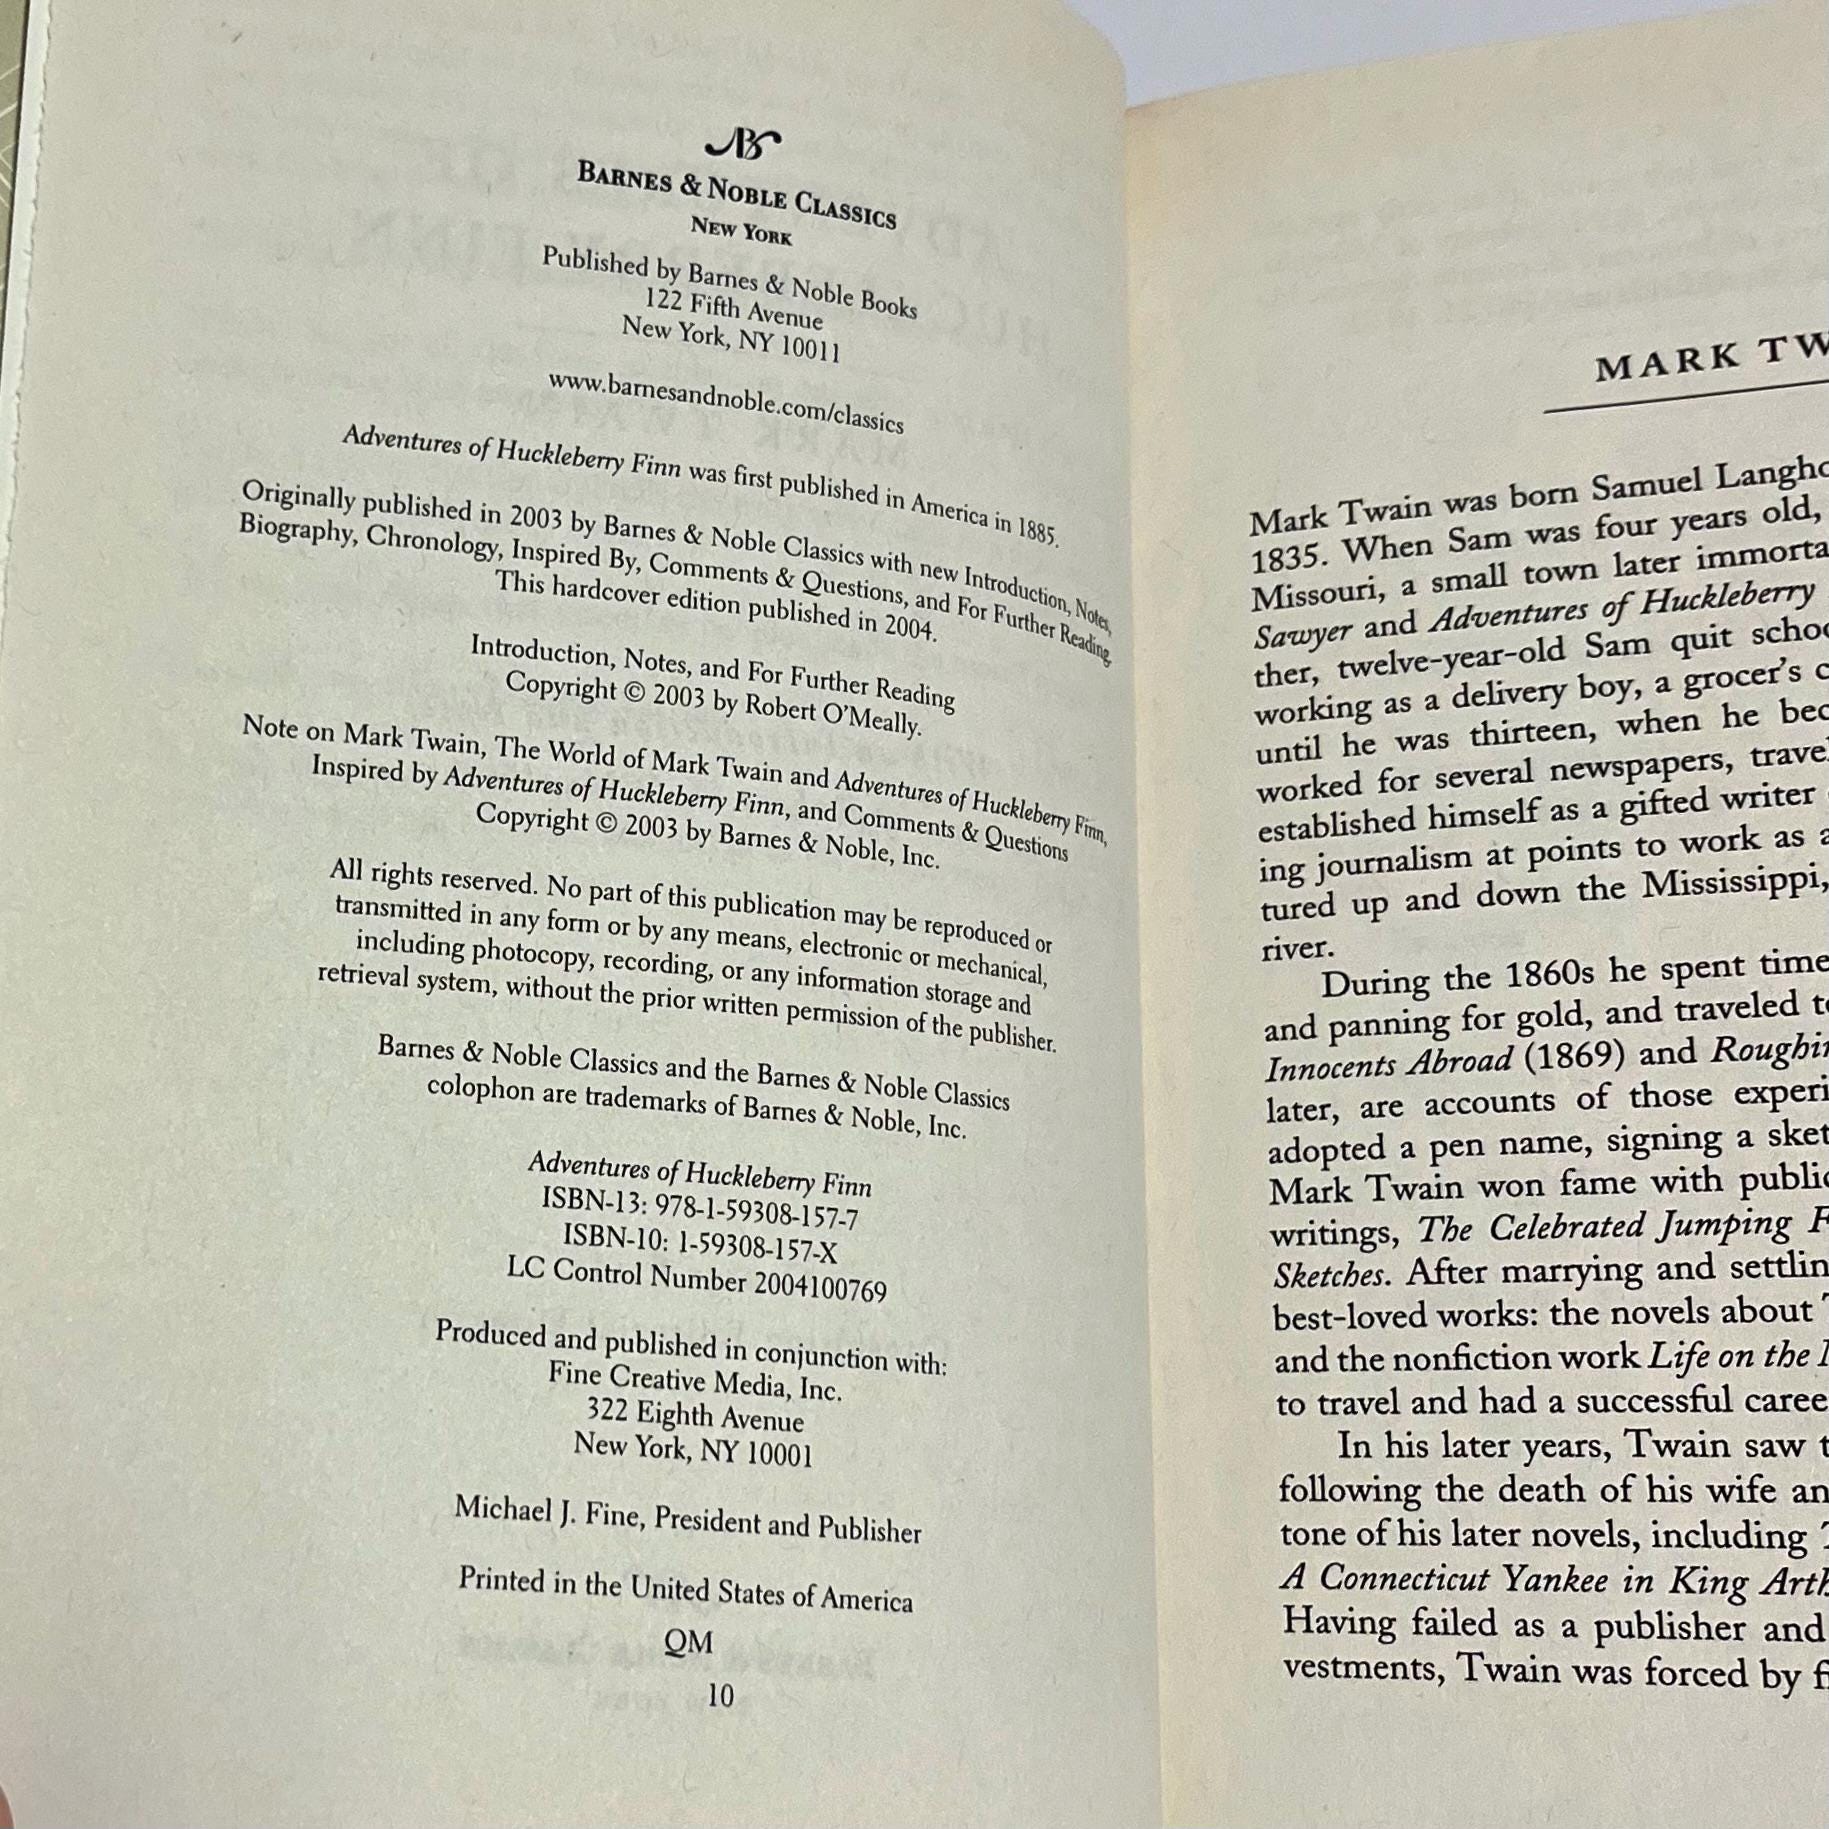 BARNES & NOBLE CLASSICS
NEW YORK
Published by Barnes & Noble Books
122 Fifth Avenue
New York, NY 10011
www.barnesandnoble.com/classics
Adventures of Huckleberry Finn was first published in America in 1885.
Originally published in 2003 by Barnes & Noble Classics with new Introduction, Notes,
Biography, Chronology, Inspired By, Comments & Questions, and For Further Reading.
This hardcover edition published in 2004.
Introduction, Notes, and For Further Reading
Copyright © 2003 by Robert O'Meally.
Note on Mark Twain, The World of Mark Twain and Adventures of Huckleberry Finn,
Inspired by Adventures of Huckleberry Finn, and Comments & Questions
Copyright © 2003 by Barnes & Noble, Inc.
All rights reserved. No part of this publication may be reproduced or
transmitted in any form or by any means, electronic or mechanical,
including photocopy, recording, or any information storage and
retrieval system, without the prior written permission of the publisher.
Barnes & Noble Classics and the Barnes & Noble Classics
colophon are trademarks of Barnes & Noble, Inc.
Adventures of Huckleberry Finn
ISBN-13: 978-1-59308-157-7
ISBN-10: 1-59308-157-X
LC Control Number 2004100769
Produced and published in conjunction with:
Fine Creative Media, Inc.
322 Eighth Avenue
New York, NY 10001
Michael J. Fine, President and Publisher
Printed in the United States of America
QM
10
MARK TW
Mark Twain was born Samuel Langho
1835. When Sam was four years old,
Missouri, a small town later immorta
Sawyer and Adventures of Huckleberry
ther, twelve-year-old Sam quit schoo
working as a delivery boy, a grocer's c
until he was thirteen, when he bec
worked for several newspapers, travel
established himself as a gifted writer
ing journalism at points to work as a
tured up and down the Mississippi,
river.
During the 1860s he spent time
and panning for gold, and traveled to
Innocents Abroad (1869) and Roughin
later, are accounts of those experi
adopted a pen name, signing a sket
Mark Twain won fame with public
writings, The Celebrated Jumping F
Sketches. After marrying and settlin
best-loved works: the novels about T
and the nonfiction work Life on the M
to travel and had a successful caree
In his later years, Twain saw t
following the death of his wife an
tone of his later novels, including T
A Connecticut Yankee in King Arth
Having failed as a publisher and
vestments, Twain was forced by fi